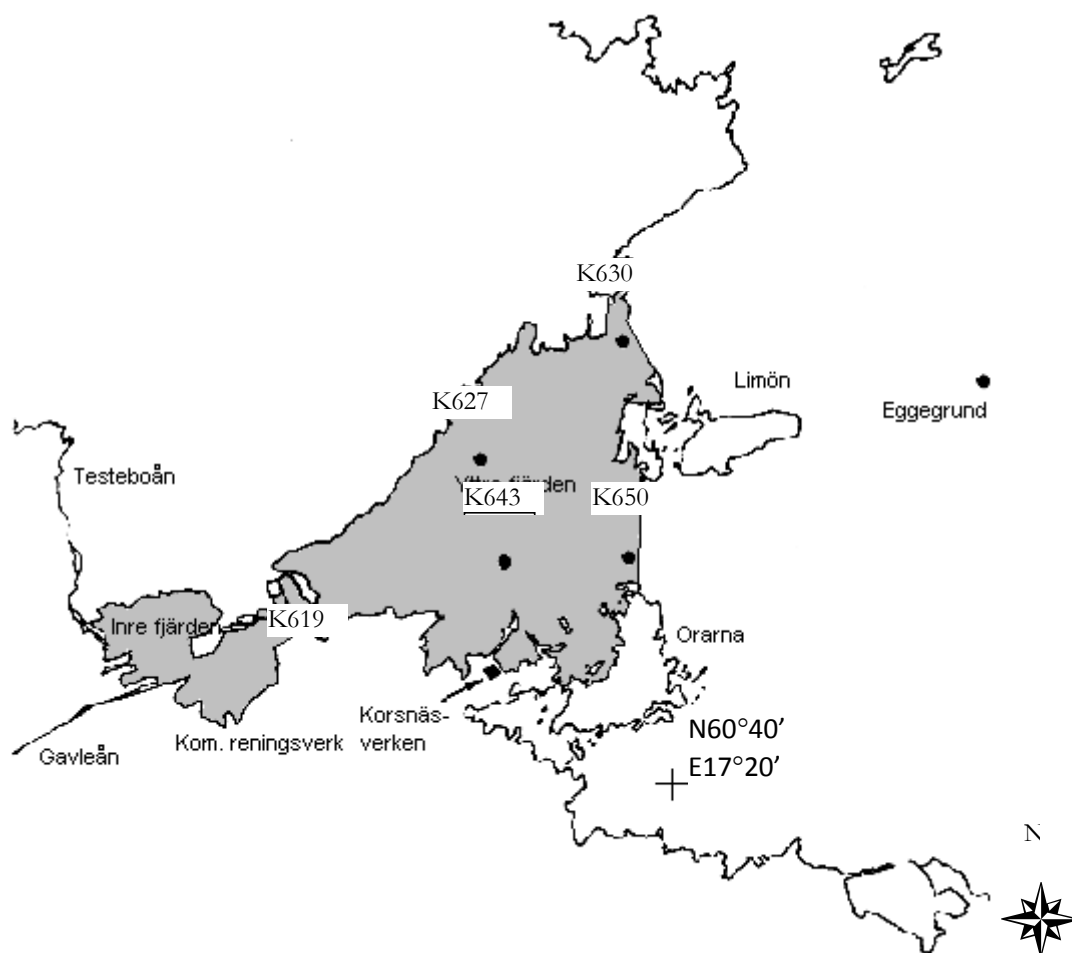 K630
Limön
K627
Eggegrund
Testeboån
Yttre fjärden
K643
K650
K619
Inre fjärden
Orarna
Korsnäs-
verken
Kom. reningsverk
Gavleån
N60°40’
E17°20’
N